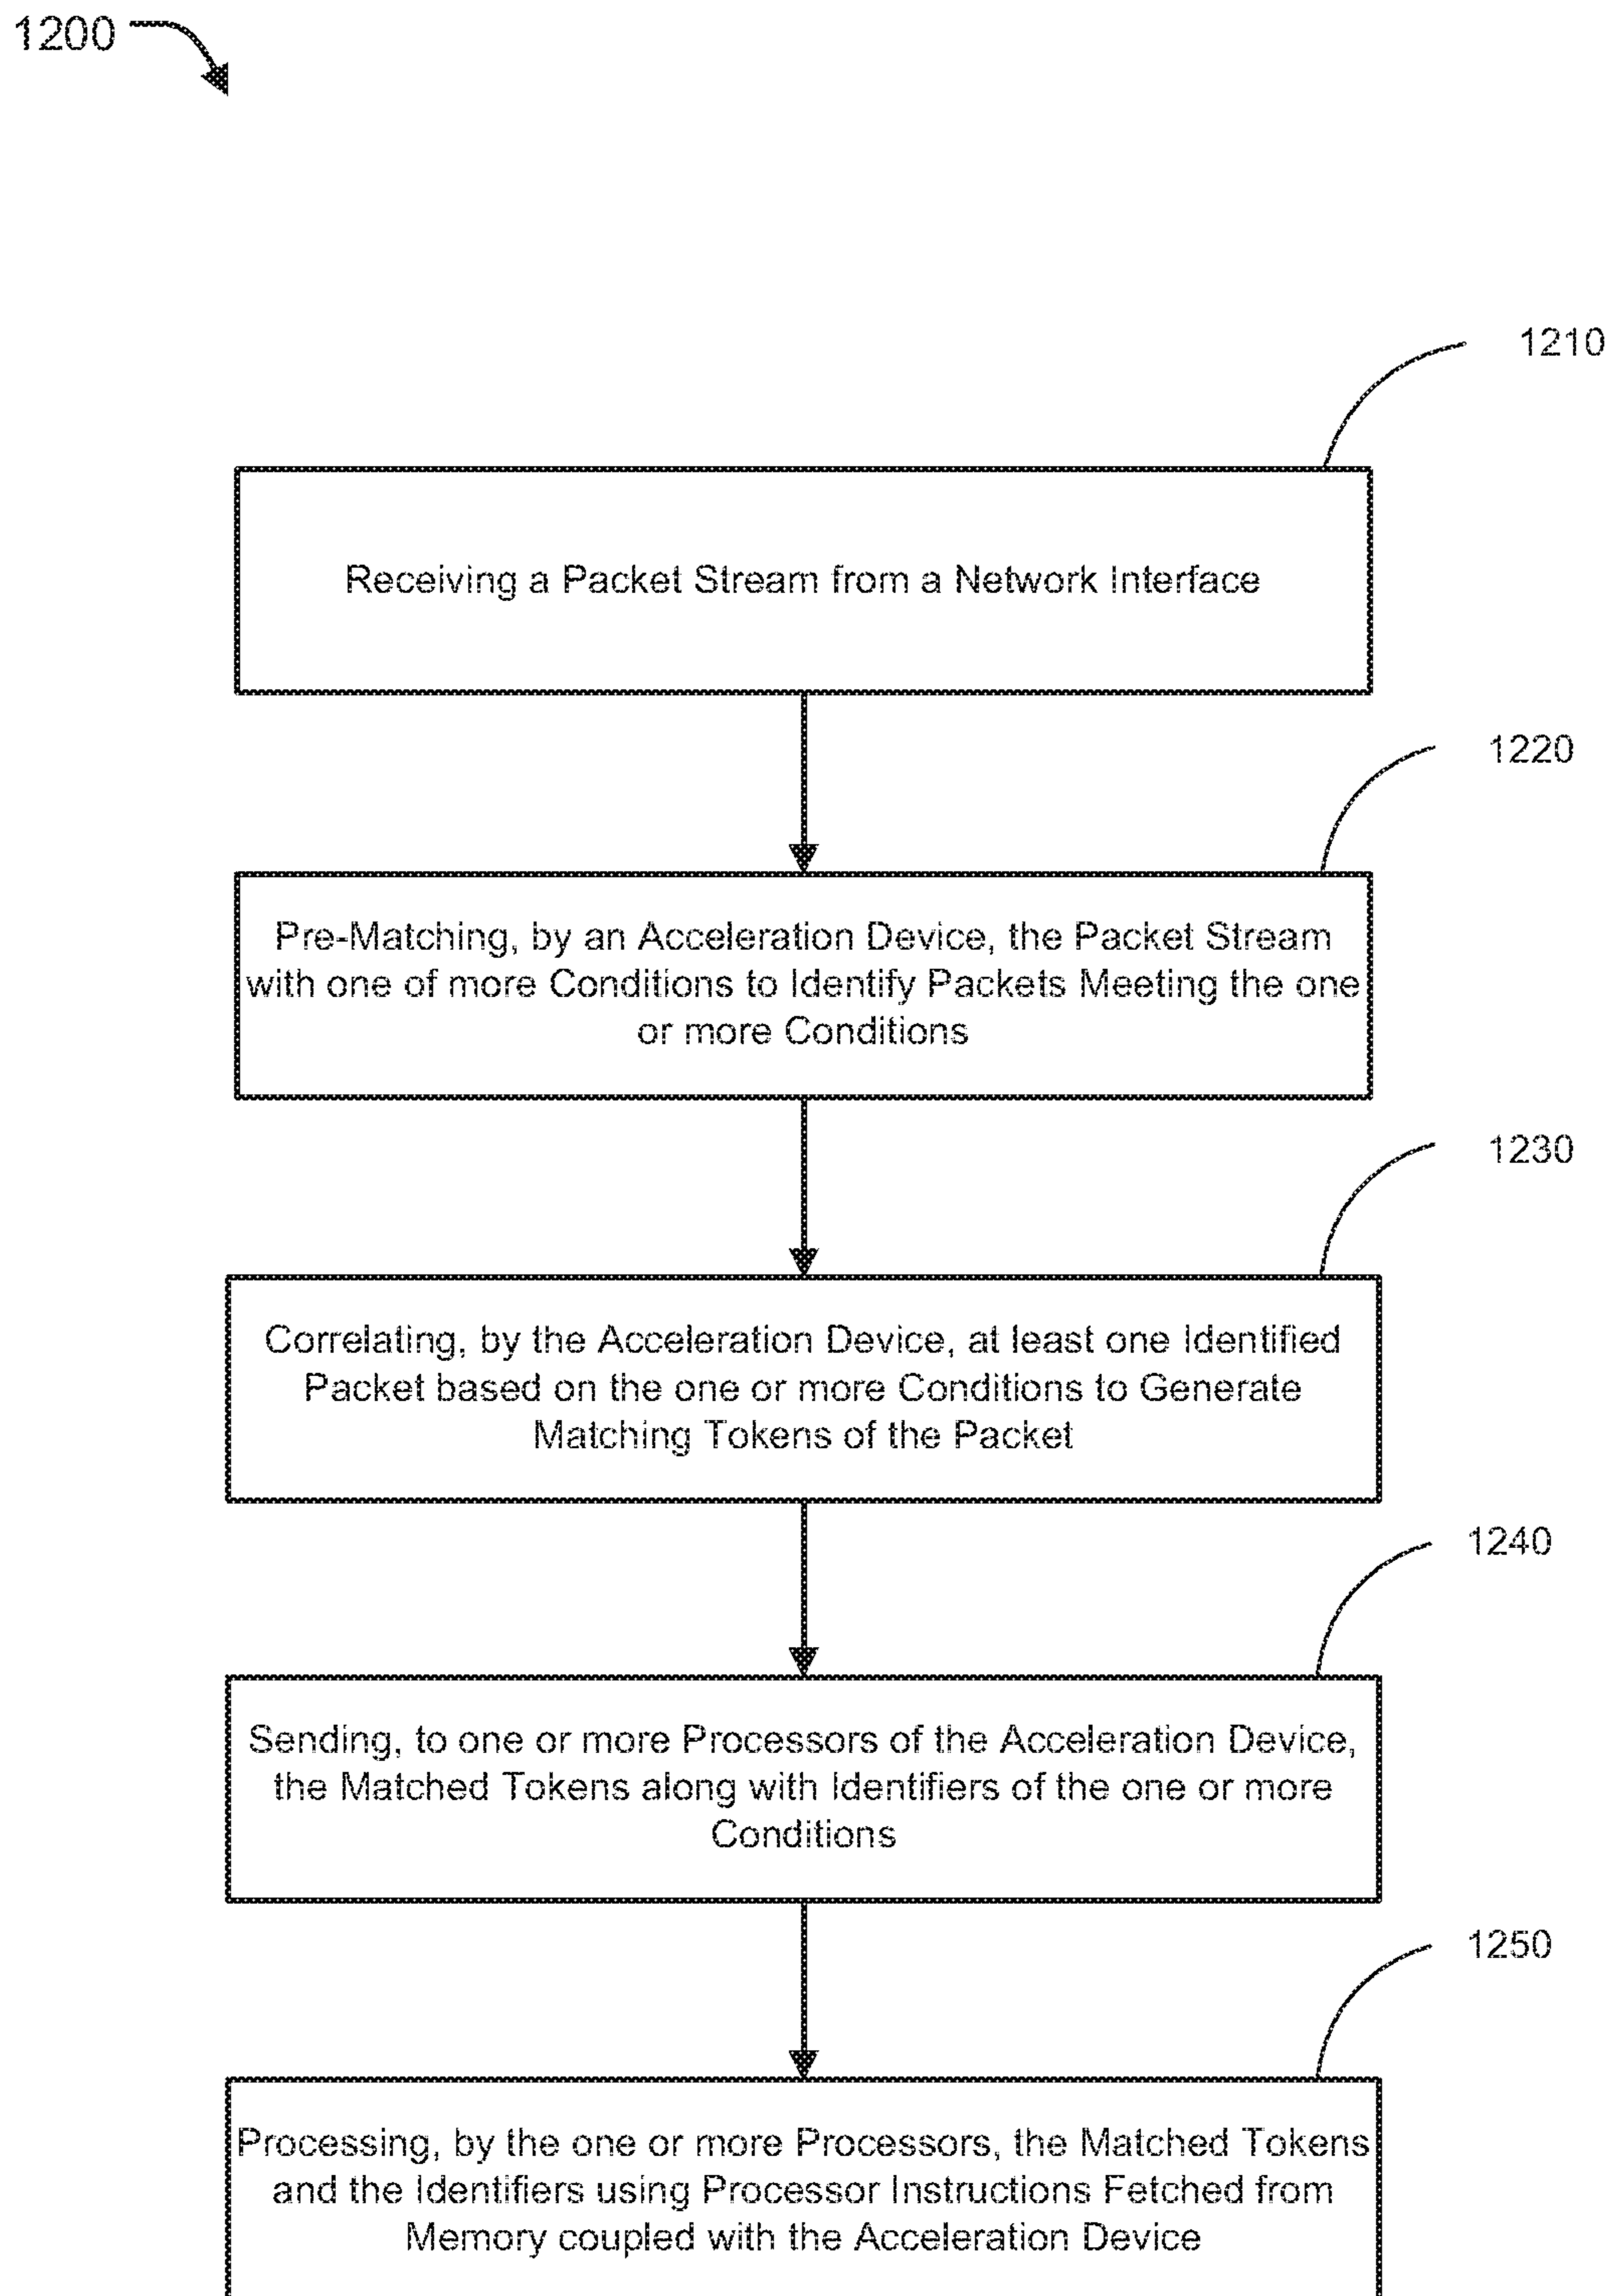 1200
1210
Receiving a Packet Stream from a Network Interface
1220
Pre-Matching, by an Acceleration Device, the Packet Stream
with one of more Conditions to Identify Packets Meeting the one
or more Conditions
1230
Correlating, by the Acceleration Device, at least one Identified
Packet based on the one or more Conditions to Generate
Matching Tokens of the Packet
1240
Sending, to one or more Processors of the Acceleration Device,
the Matched Tokens along with Identifiers of the one or more
Conditions
1250
Processing, by the one or more Processors, the Matched Tokens
and the Identifiers using Processor Instructions Fetched from
Memory coupled with the Acceleration Device